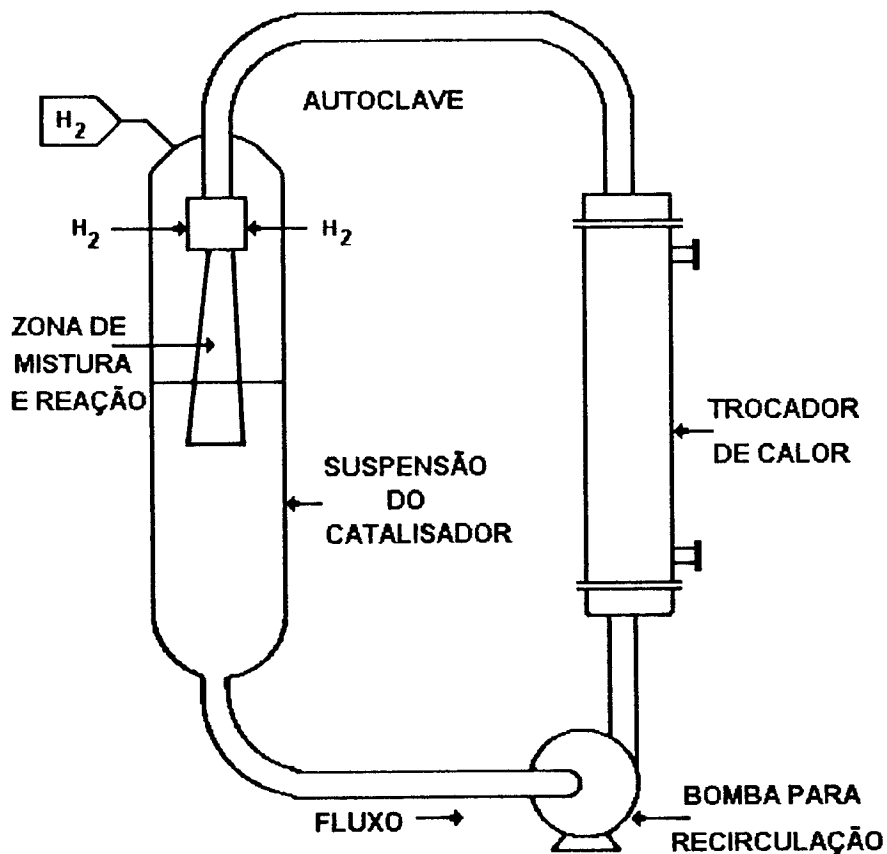 AUTOCLAVE
H2
H2
H2
ZONA DE
MISTURA
E REAÇÃO
TROCADOR
DE CALOR
SUSPENSÃO
DO
CATALISADOR
FLUXO
BOMBA PARA
RECIRCULAÇÃO